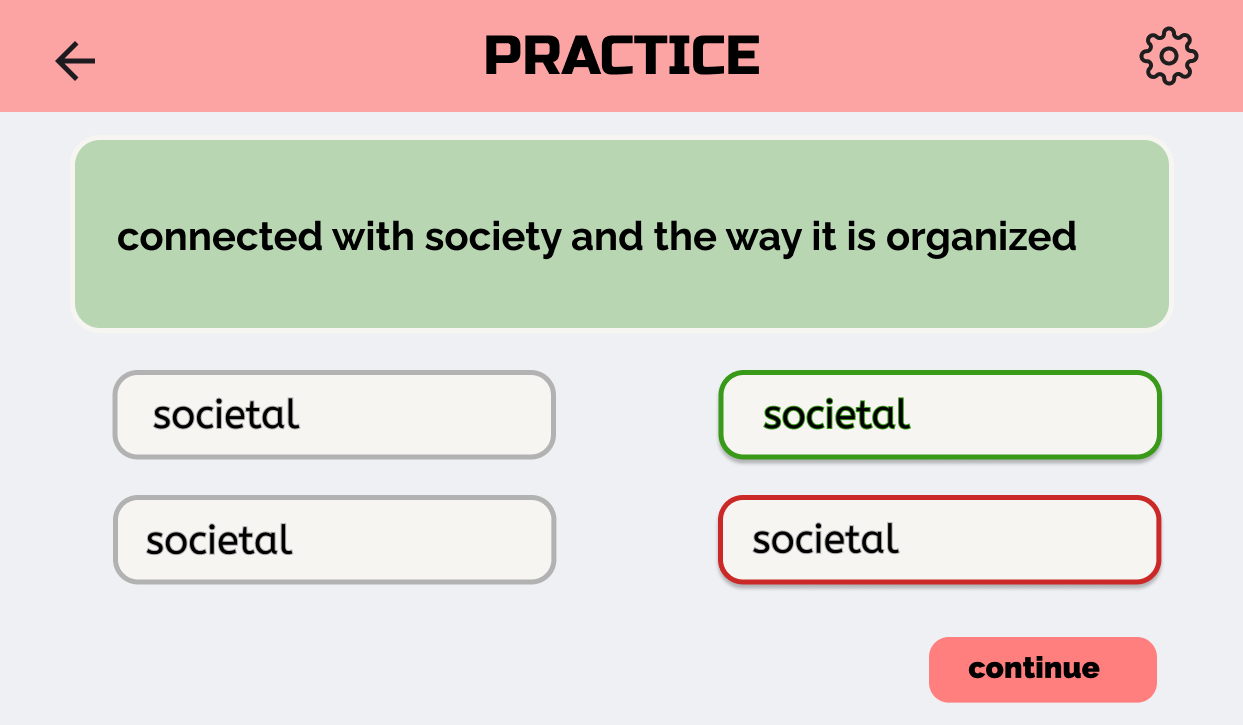 PRACTICE
connected with society and the way it is organized
societal
societal
societal
societal
continue